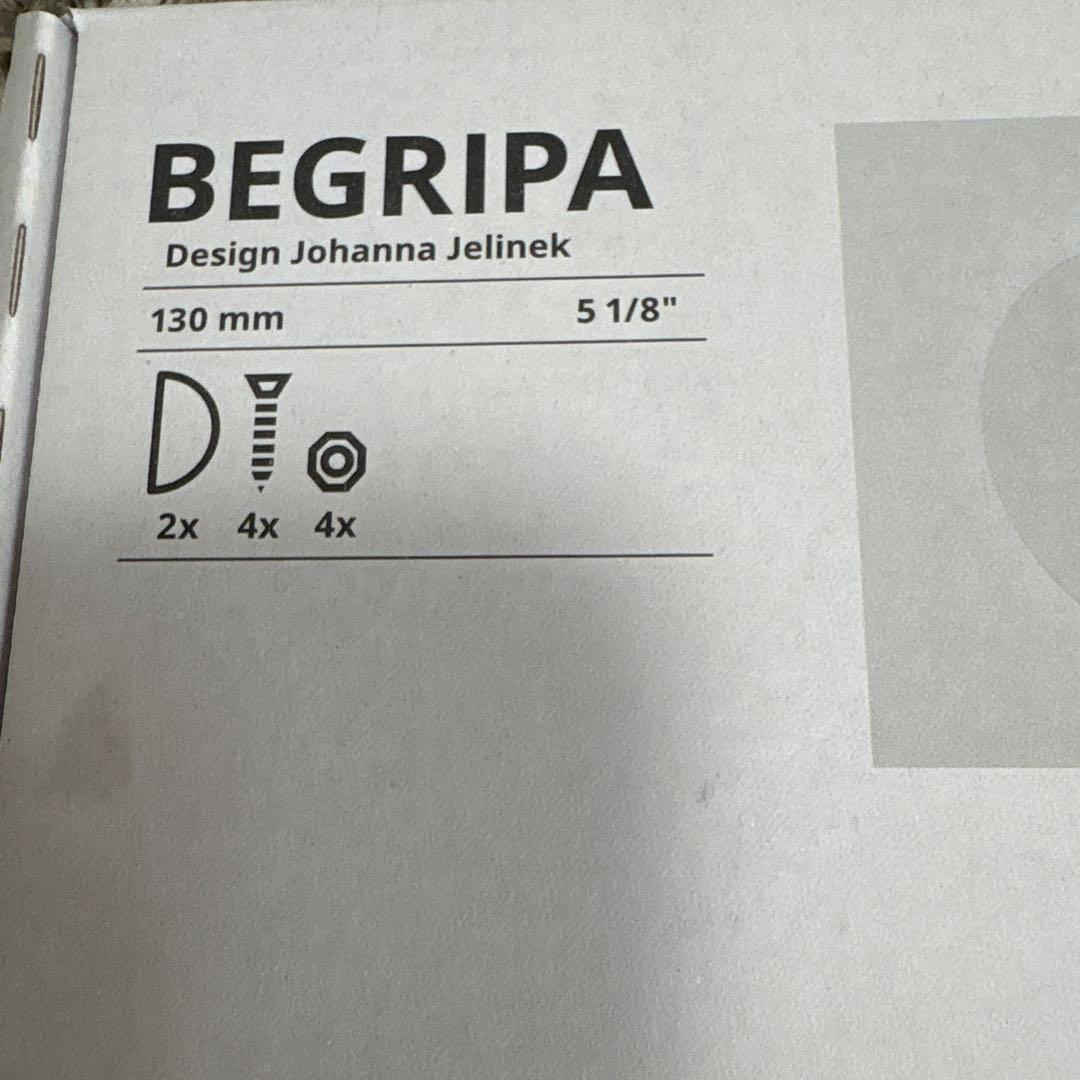 BEGRIPA
Design Johanna Jelinek
130 mm 5 1/8"
2x 4x 4x